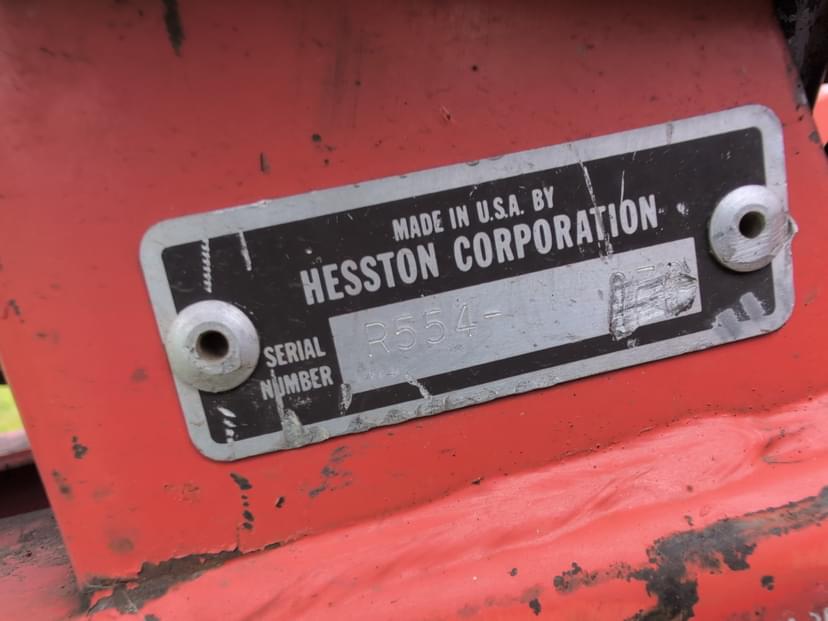 MADE IN U.S.A. BY
HESSTON CORPORATION
SERIAL
NUMBER
R554-